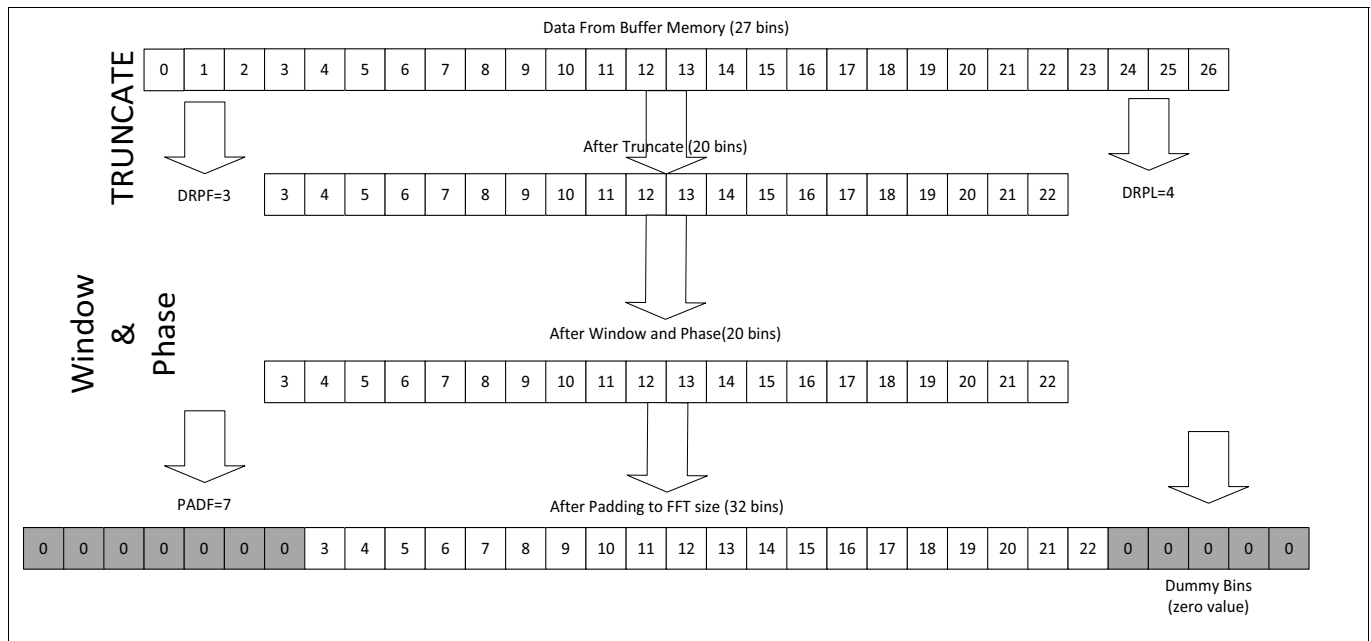 Data From Buffer Memory (27 bins)
TRUNCATE
0 1 2 3 4 5 6 7 8 9 10 11 12 13 14 15 16 17 18 19 20 21 22 23 24 25 26
After Truncate (20 bins)
DRPF=3
DRPL=4
3 4 5 6 7 8 9 10 11 12 13 14 15 16 17 18 19 20 21 22
Window
&
Phase
After Window and Phase(20 bins)
3 4 5 6 7 8 9 10 11 12 13 14 15 16 17 18 19 20 21 22
PADF=7
After Padding to FFT size (32 bins)
0 0 0 0 0 0 0 3 4 5 6 7 8 9 10 11 12 13 14 15 16 17 18 19 20 21 22 0 0 0 0 0
Dummy Bins
(zero value)